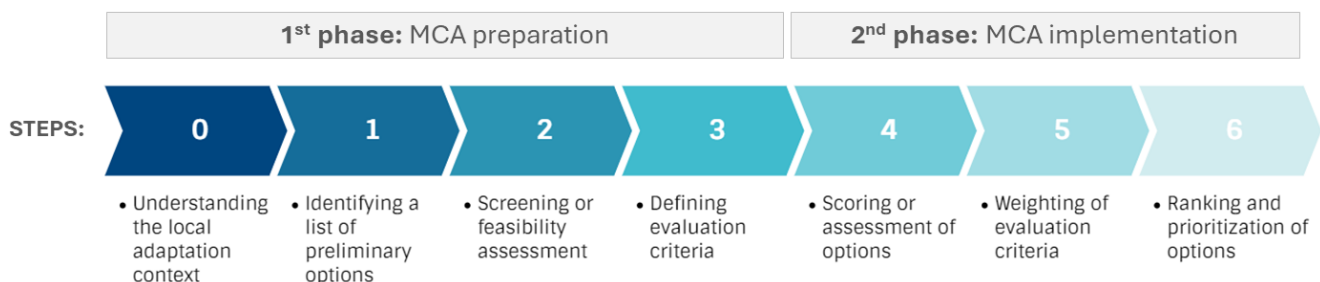 1st phase: MCA preparation
2nd phase: MCA implementation
STEPS:
0
1
2
3
4
5
6
• Understanding
the local
adaptation
context
• Identifying a
list of
preliminary
options
• Screening or
feasibility
assessment
• Defining
evaluation
criteria
• Scoring or
assessment of
options
• Weighting of
evaluation
criteria
• Ranking and
prioritization of
options